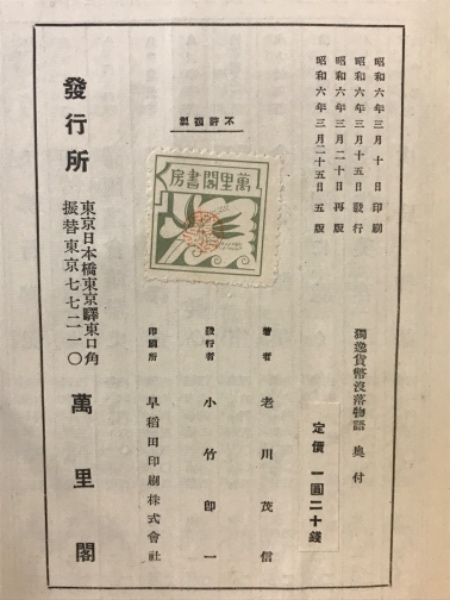 昭和六年三月十日印刷
昭和六年三月十五日發行
昭和六年三月二十日再版
昭和六年三月二十五日五版
獨逸貨幣沒落物語 奧付
定價 一圓二十錢
不許複製
萬里閣書房
著者 老川茂信
發行者 小竹即一
印刷所 早稻田印刷株式會社
發行所
東京日本橋東京驛東口角
振替東京七七二一〇
萬里閣